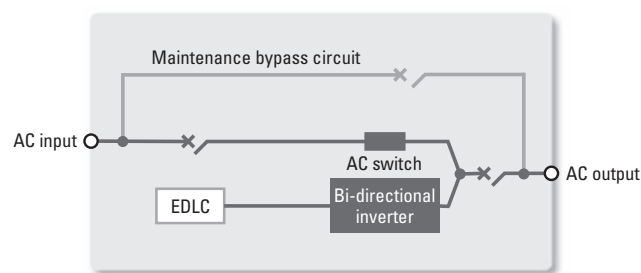 Maintenance bypass circuit
AC input
AC switch
AC output
EDLC
Bi-directional
inverter